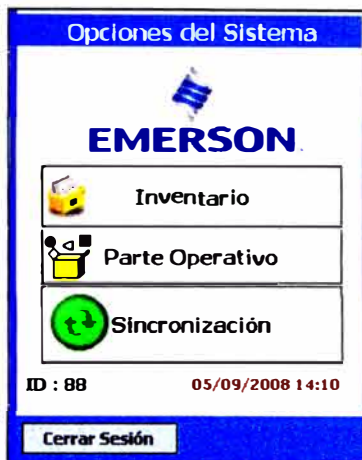 Opciones del Sistema
EMERSON
Inventario
Parte Operativo
Sincronización
ID : 88 05/09/2008 14:10
Cerrar Sesión